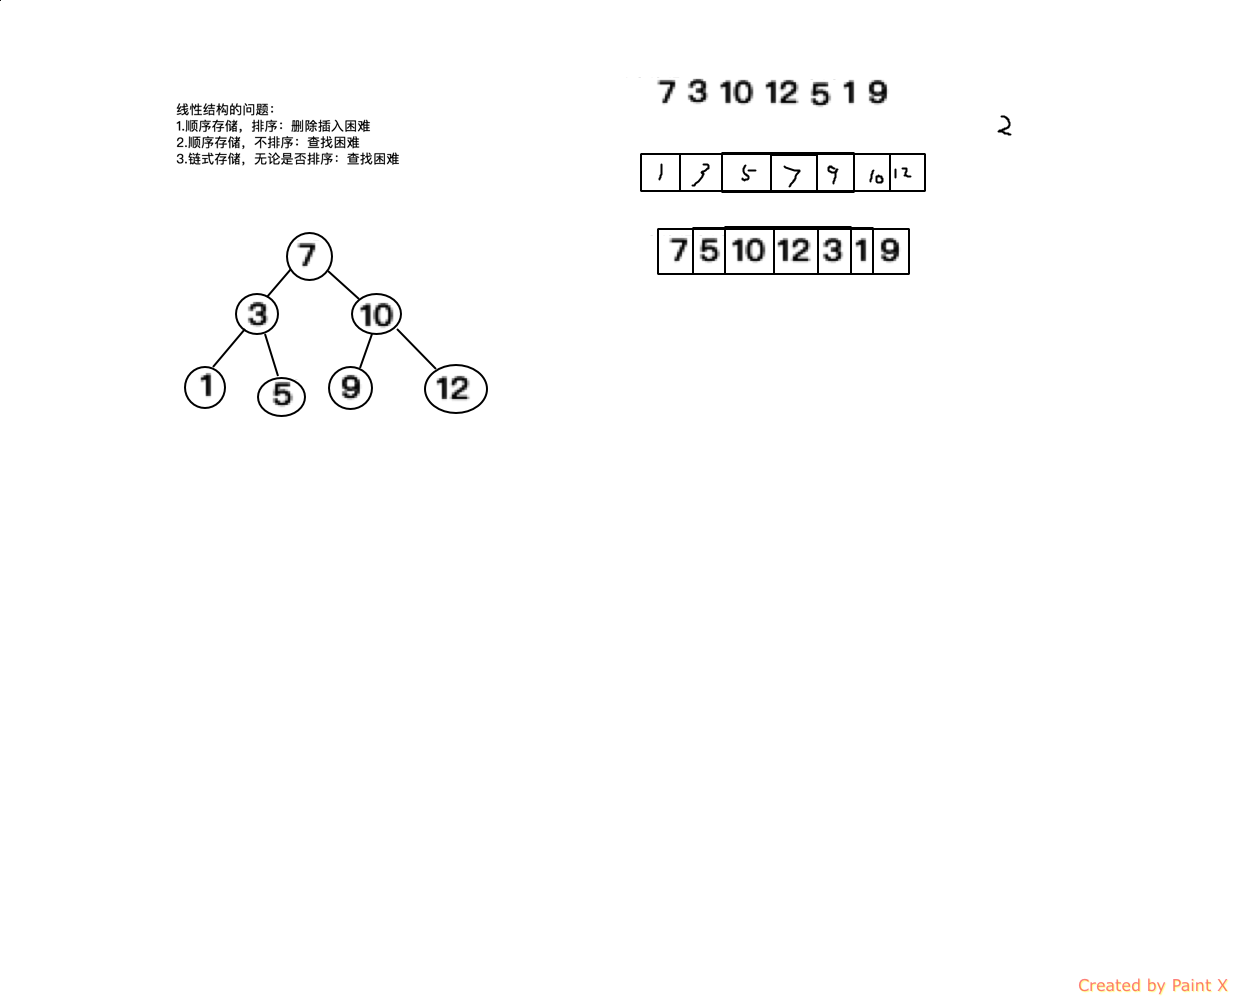 线性结构的问题：
1.顺序存储，排序：删除插入困难
2.顺序存储，不排序：查找困难
3.链式存储，无论是否排序：查找困难
7
3 10
1 5 9 12
7 3 10 12 5 1 9
2
1 3 5 7 9 10 12
7 5 10 12 3 1 9
Created by Paint X